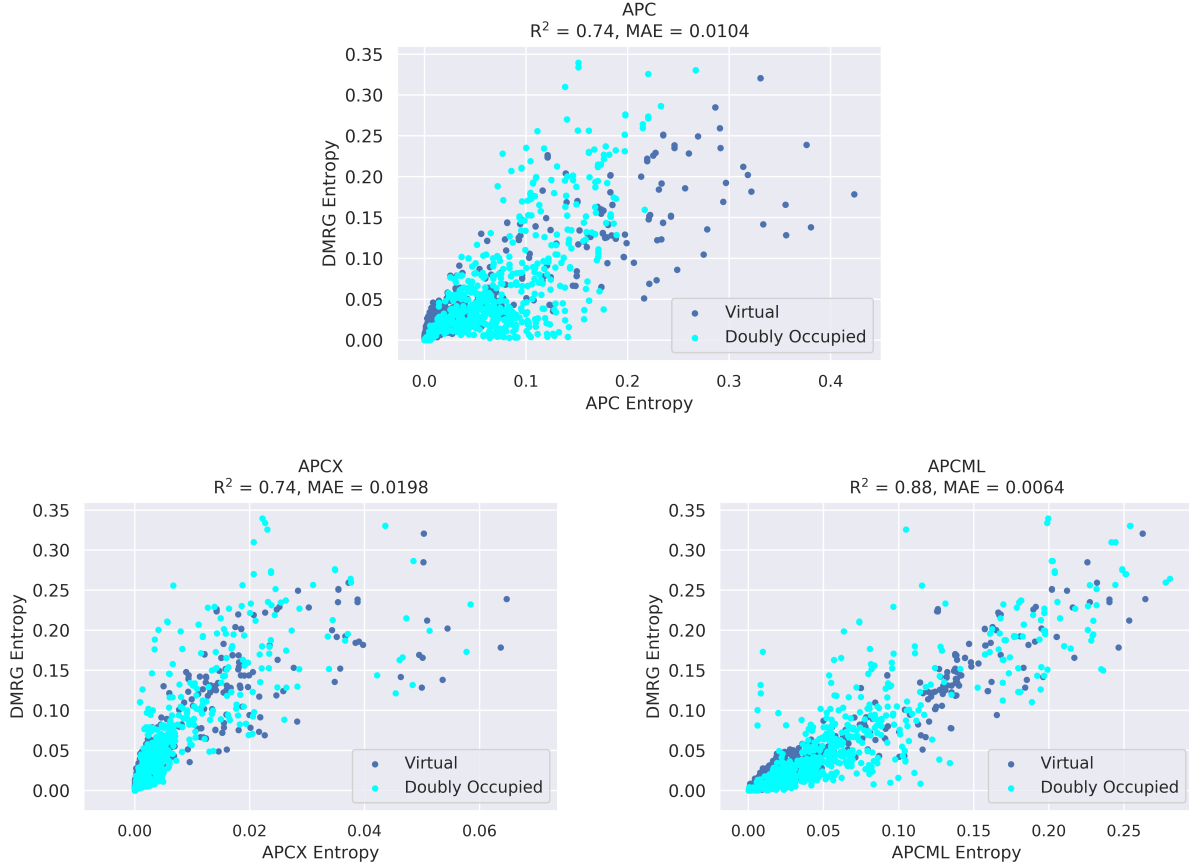 APC
R² = 0.74, MAE = 0.0104
0.35
0.30
0.25
0.20
0.15
0.10
0.05
0.00
DMRG Entropy
Virtual
Doubly Occupied
0.0 0.1 0.2 0.3 0.4
APC Entropy
APCX
R² = 0.74, MAE = 0.0198
0.35
0.30
0.25
0.20
0.15
0.10
0.05
0.00
DMRG Entropy
Virtual
Doubly Occupied
0.00 0.02 0.04 0.06
APCX Entropy
APCML
R² = 0.88, MAE = 0.0064
0.35
0.30
0.25
0.20
0.15
0.10
0.05
0.00
DMRG Entropy
Virtual
Doubly Occupied
0.00 0.05 0.10 0.15 0.20 0.25
APCML Entropy